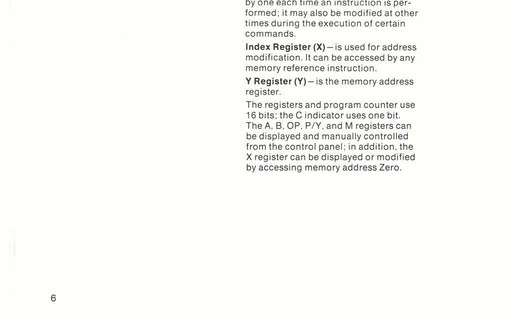 by one each time an instruction is per-
formed; it may also be modified at other
times during the execution of certain
commands.
Index Register (X) — is used for address
modification. It can be accessed by any
memory reference instruction.
Y Register (Y) — is the memory address
register.
The registers and program counter use
16 bits; the C indicator uses one bit.
The A, B, OP, P/Y, and M registers can
be displayed and manually controlled
from the control panel; in addition, the
X register can be displayed or modified
by accessing memory address Zero.
6